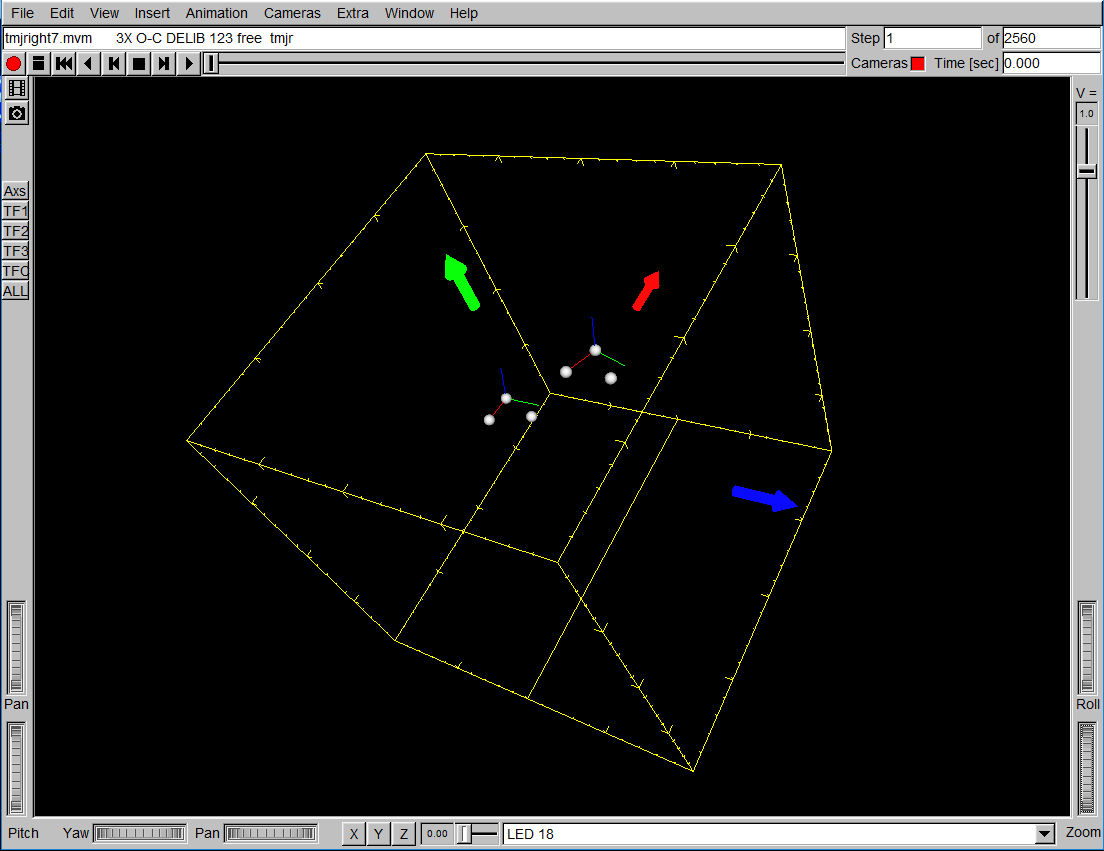 File Edit View Insert Animation Cameras Extra Window Help
tmjright7.mvm 3X O-C DELIB 123 free tmjr Step 1 of 2560
Cameras Time [sec] 0.000
V =
1.0
Axs
TF1
TF2
TF3
TFC
ALL
Pan Roll
Pitch Yaw Pan X Y Z 0.00 LED 18 Zoom